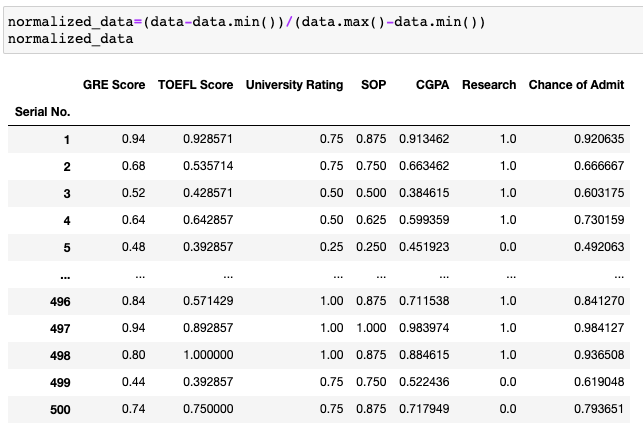 normalized_data=(data-data.min())/(data.max()-data.min())
normalized_data
GRE Score TOEFL Score University Rating SOP CGPA Research Chance of Admit
Serial No.
1 0.94 0.928571 0.75 0.875 0.913462 1.0 0.920635
2 0.68 0.535714 0.75 0.750 0.663462 1.0 0.666667
3 0.52 0.428571 0.50 0.500 0.384615 1.0 0.603175
4 0.64 0.642857 0.50 0.625 0.599359 1.0 0.730159
5 0.48 0.392857 0.25 0.250 0.451923 0.0 0.492063
... ... ... ... ... ... ... ...
496 0.84 0.571429 1.00 0.875 0.711538 1.0 0.841270
497 0.94 0.892857 1.00 1.000 0.983974 1.0 0.984127
498 0.80 1.000000 1.00 0.875 0.884615 1.0 0.936508
499 0.44 0.392857 0.75 0.750 0.522436 0.0 0.619048
500 0.74 0.750000 0.75 0.875 0.717949 0.0 0.793651